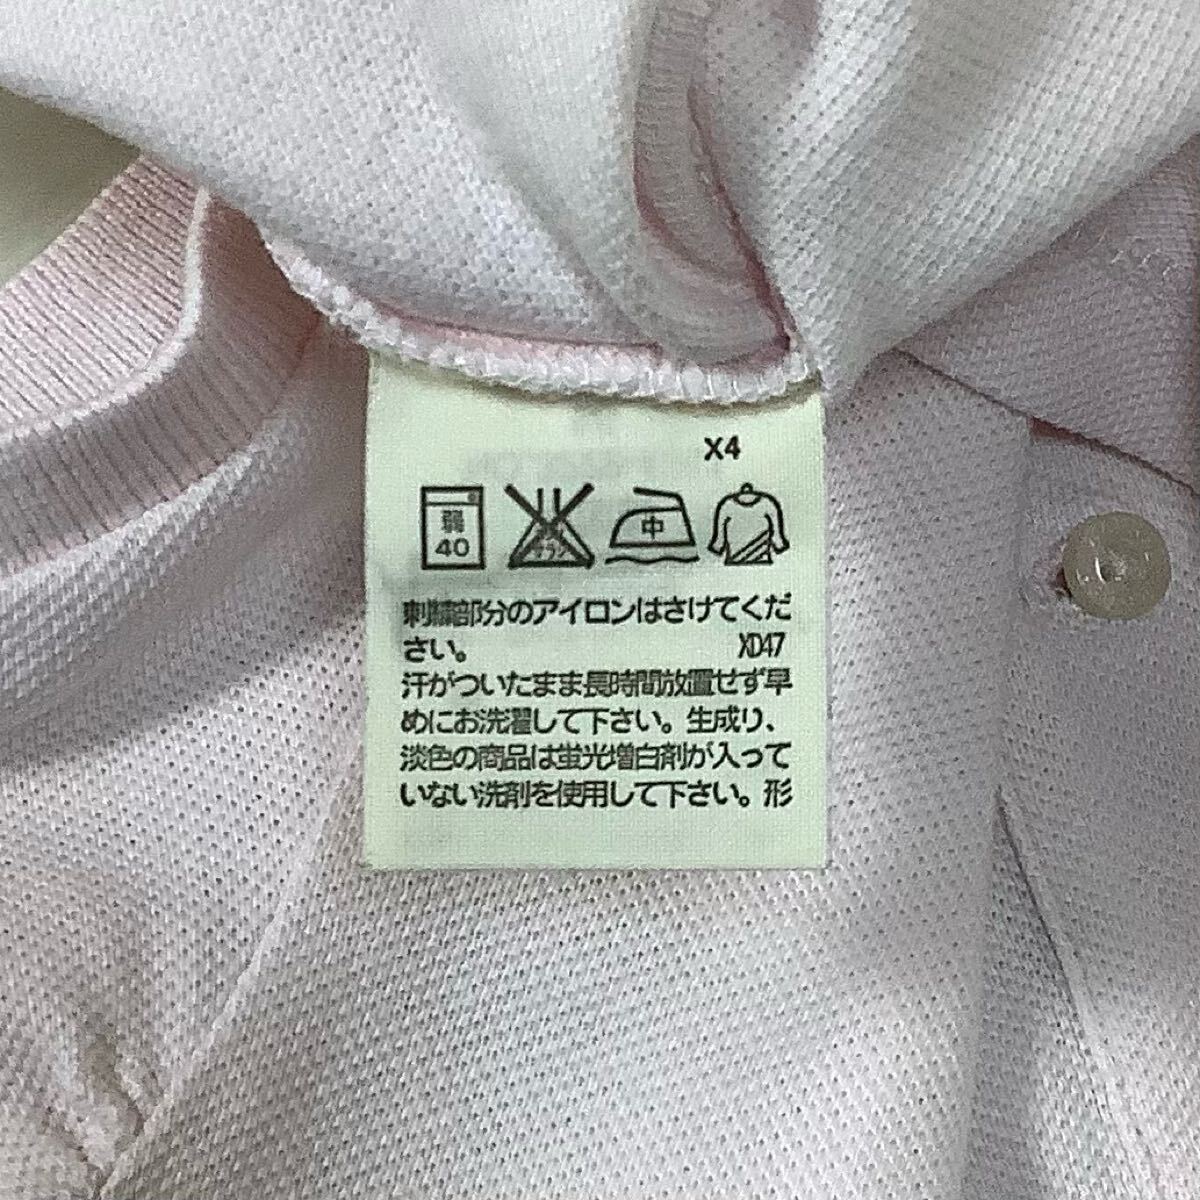 X4
弱
40
中
刺繍部分のアイロンはさけてくだ
さい。 XD47
汗がついたまま長時間放置せず早
めにお洗濯して下さい。生成り、
淡色の商品は蛍光増白剤が入って
いない洗剤を使用して下さい。形